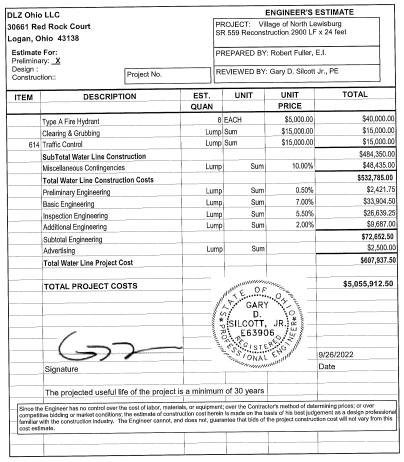 DLZ Ohio LLC
30661 Red Rock Court
Logan, Ohio 43138
Estimate For:
Preliminary: X
Design :
Construction::
Project No.
ENGINEER'S ESTIMATE
PROJECT: Village of North Lewisburg
SR 559 Reconstruction 2900 LF x 24 feet
PREPARED BY: Robert Fuller, E.I.
REVIEWED BY: Gary D. Silcott Jr., PE
ITEM DESCRIPTION EST. QUAN UNIT UNIT PRICE TOTAL
Type A Fire Hydrant 8 EACH $5,000.00 $40,000.00
Clearing & Grubbing Lump Sum $15,000.00 $15,000.00
614 Traffic Control Lump Sum $15,000.00 $15,000.00
SubTotal Water Line Construction $484,350.00
Miscellaneous Contingencies Lump Sum 10.00% $48,435.00
Total Water Line Construction Costs $532,785.00
Preliminary Engineering Lump Sum 0.50% $2,421.75
Basic Engineering Lump Sum 7.00% $33,904.50
Inspection Engineering Lump Sum 5.50% $26,639.25
Additional Engineering Lump Sum 2.00% $9,687.00
Subtotal Engineering $72,652.50
Advertising Lump Sum $2,500.00
Total Water Line Project Cost $607,937.50
TOTAL PROJECT COSTS $5,055,912.50
STATE OF OHIO
GARY
D.
SILCOTT, JR.
E63906
REGISTERED
PROFESSIONAL ENGINEER
9/26/2022
Signature Date
The projected useful life of the project is a minimum of 30 years
Since the Engineer has no control over the cost of labor, materials, or equipment; over the Contractor's method of determining prices; or over
competitive bidding or market conditions; the estimate of construction cost herein is made on the basis of his best judgement as a design professional
familiar with the construction industry. The Engineer cannot, and does not, guarantee that bids of the project construction cost will not vary from this
cost estimate.